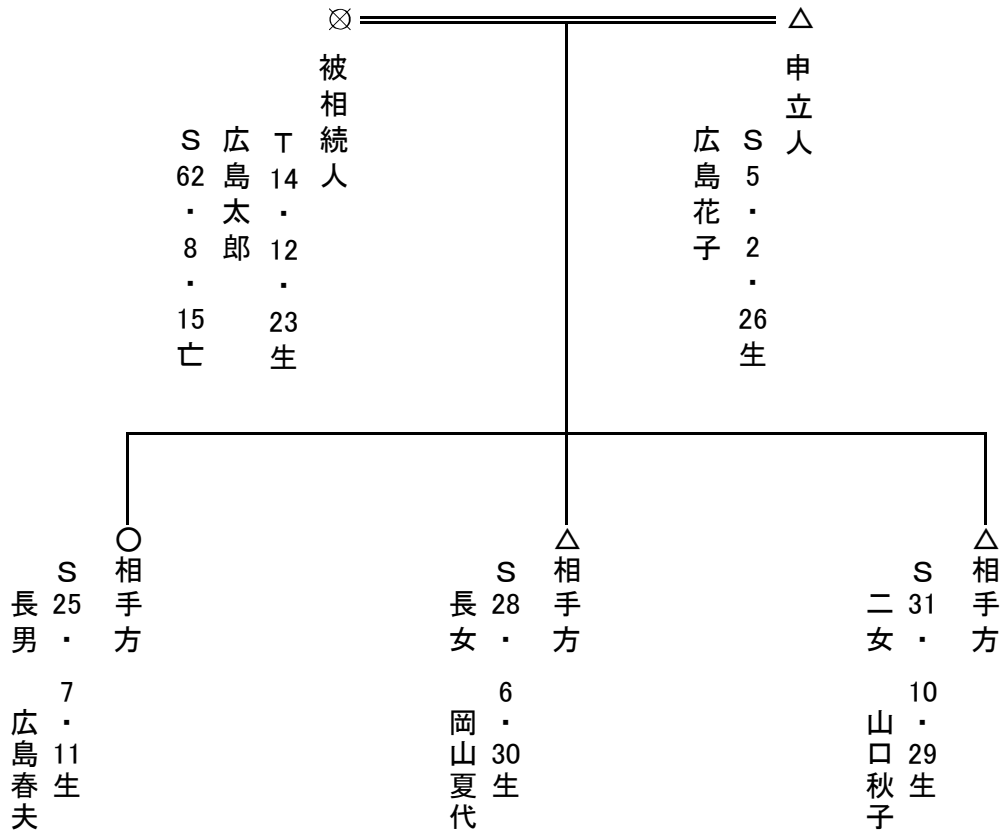 申立人
S5・2・26生
広島花子
被相続人
T14・12・23生
広島太郎
S62・8・15亡
相手方
S31・10・29生
二女 山口秋子
相手方
S28・6・30生
長女 岡山夏代
相手方
S25・7・11生
長男 広島春夫